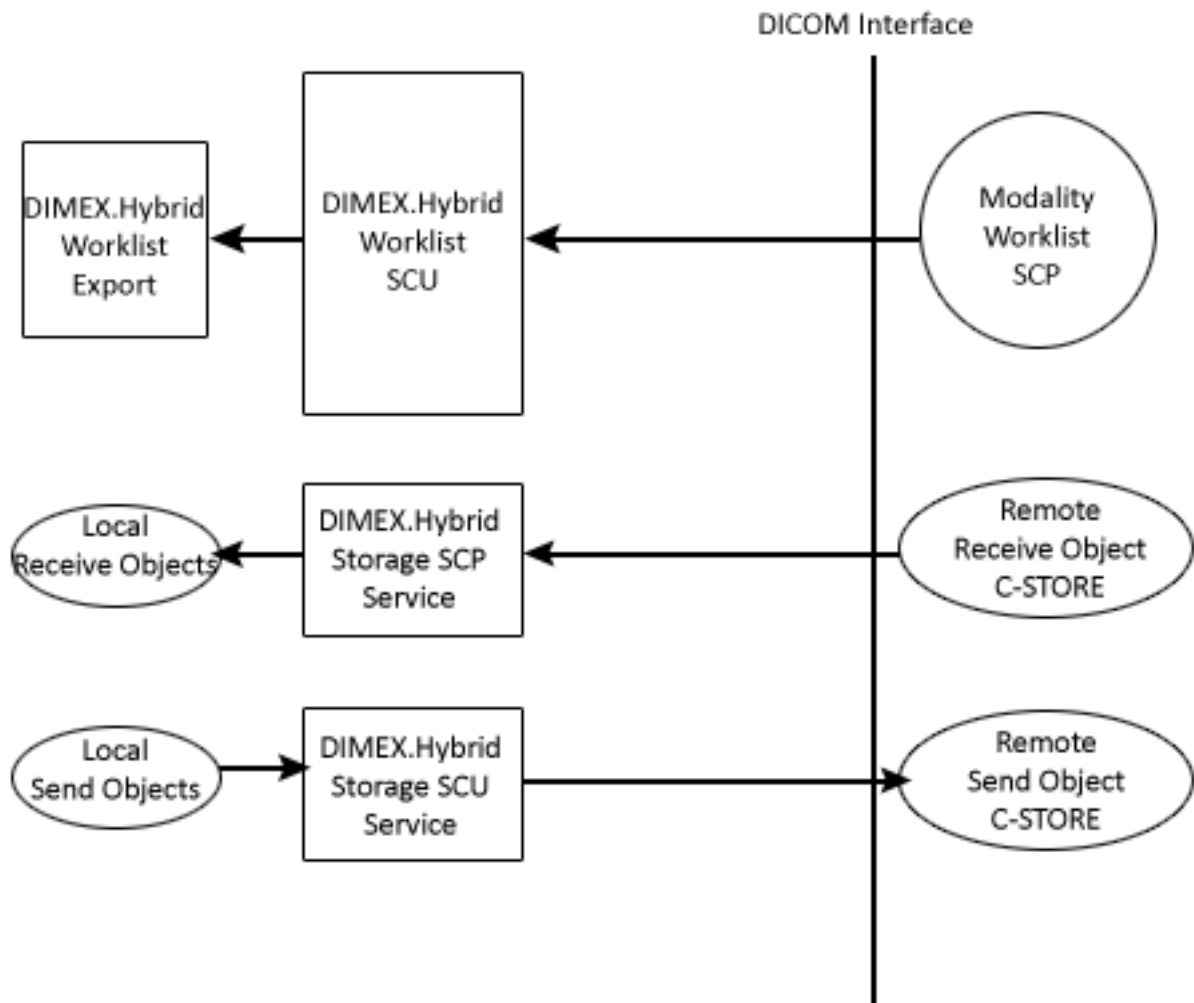 DICOM Interface
DIMEX.Hybrid
Worklist
Export
DIMEX.Hybrid
Worklist
SCU
Modality
Worklist
SCP
Local
Receive Objects
DIMEX.Hybrid
Storage SCP
Service
Remote
Receive Object
C-STORE
Local
Send Objects
DIMEX.Hybrid
Storage SCU
Service
Remote
Send Object
C-STORE